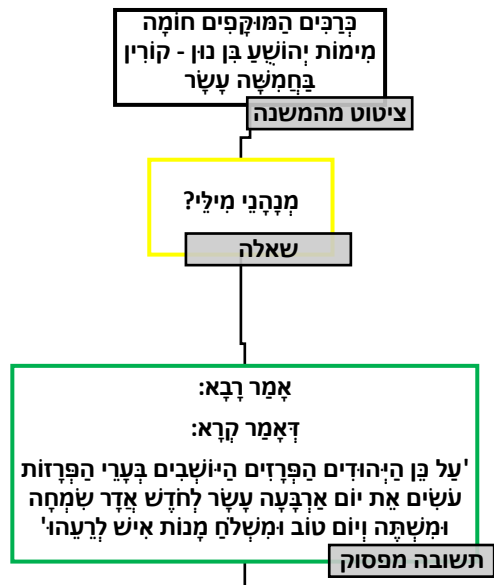 כְּרַכִּים הַמּוּקָּפִים חוֹמָה
מִימוֹת יְהוֹשֻׁעַ בִּן נוּן - קוֹרִין
בַּחֲמִשָּׁה עָשָׂר
ציטוט מהמשנה
מְנָהָנֵי מִילֵּי?
שאלה
אָמַר רָבָא:
דְּאָמַר קְרָא:
'עַל כֵּן הַיְּהוּדִים הַפְּרָזִים הַיּוֹשְׁבִים בְּעָרֵי הַפְּרָזוֹת
עֹשִׂים אֵת יוֹם אַרְבָּעָה עָשָׂר לְחֹדֶשׁ אֲדָר שִׂמְחָה
וּמִשְׁתֶּה וְיוֹם טוֹב וּמִשְׁלֹחַ מָנוֹת אִישׁ לְרֵעֵהוּ'
תשובה מפסוק